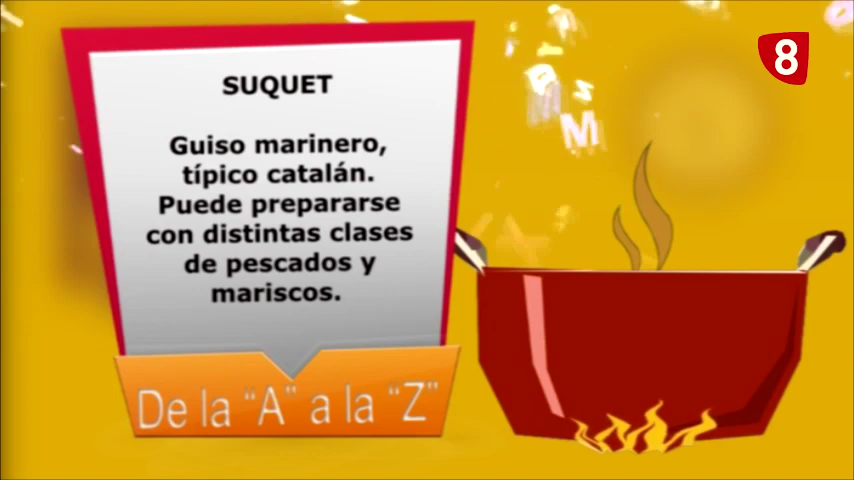 8
SUQUET
Guiso marinero,
típico catalán.
Puede prepararse
con distintas clases
de pescados y
mariscos.
De la “A” a la “Z”
M